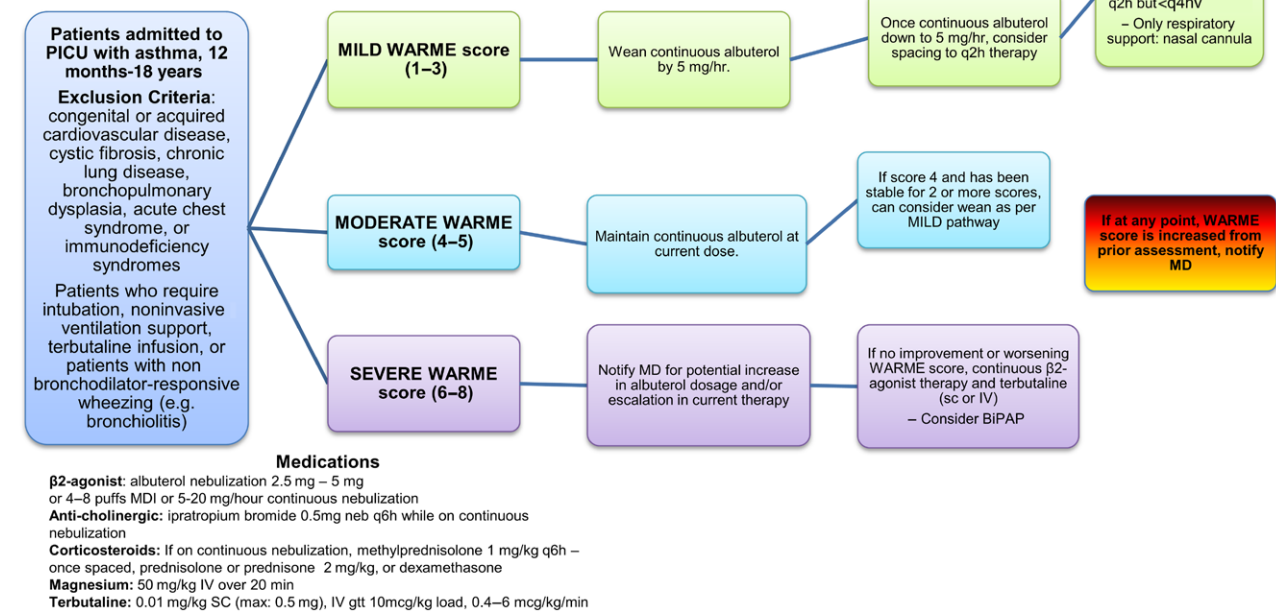 Patients admitted to
PICU with asthma, 12
months-18 years
Exclusion Criteria:
congenital or acquired
cardiovascular disease,
cystic fibrosis, chronic
lung disease,
bronchopulmonary
dysplasia, acute chest
syndrome, or
immunodeficiency
syndromes
Patients who require
intubation, noninvasive
ventilation support,
terbutaline infusion, or
patients with non
bronchodilator-responsive
wheezing (e.g.
bronchiolitis)
MILD WARME score
(1–3)
Wean continuous albuterol
by 5 mg/hr.
Once continuous albuterol
down to 5 mg/hr, consider
spacing to q2h therapy
q2h but<q4hv
– Only respiratory
support: nasal cannula
MODERATE WARME
score (4–5)
Maintain continuous albuterol at
current dose.
If score 4 and has been
stable for 2 or more scores,
can consider wean as per
MILD pathway
If at any point, WARME
score is increased from
prior assessment, notify
MD
SEVERE WARME
score (6–8)
Notify MD for potential increase
in albuterol dosage and/or
escalation in current therapy
If no improvement or worsening
WARME score, continuous β2-
agonist therapy and terbutaline
(sc or IV)
– Consider BiPAP
Medications
β2-agonist: albuterol nebulization 2.5 mg – 5 mg
or 4–8 puffs MDI or 5-20 mg/hour continuous nebulization
Anti-cholinergic: ipratropium bromide 0.5mg neb q6h while on continuous
nebulization
Corticosteroids: If on continuous nebulization, methylprednisolone 1 mg/kg q6h –
once spaced, prednisolone or prednisone 2 mg/kg, or dexamethasone
Magnesium: 50 mg/kg IV over 20 min
Terbutaline: 0.01 mg/kg SC (max: 0.5 mg), IV gtt 10mcg/kg load, 0.4–6 mcg/kg/min